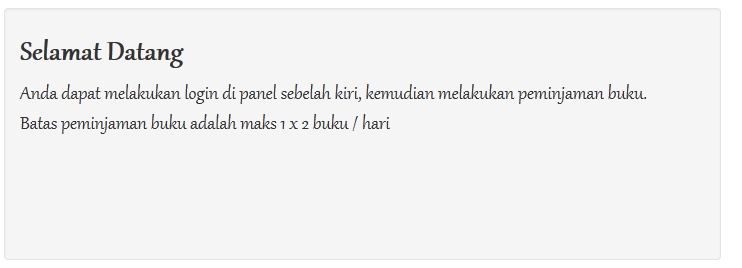 Selamat Datang
Anda dapat melakukan login di panel sebelah kiri, kemudian melakukan peminjaman buku.
Batas peminjaman buku adalah maks 1 x 2 buku / hari